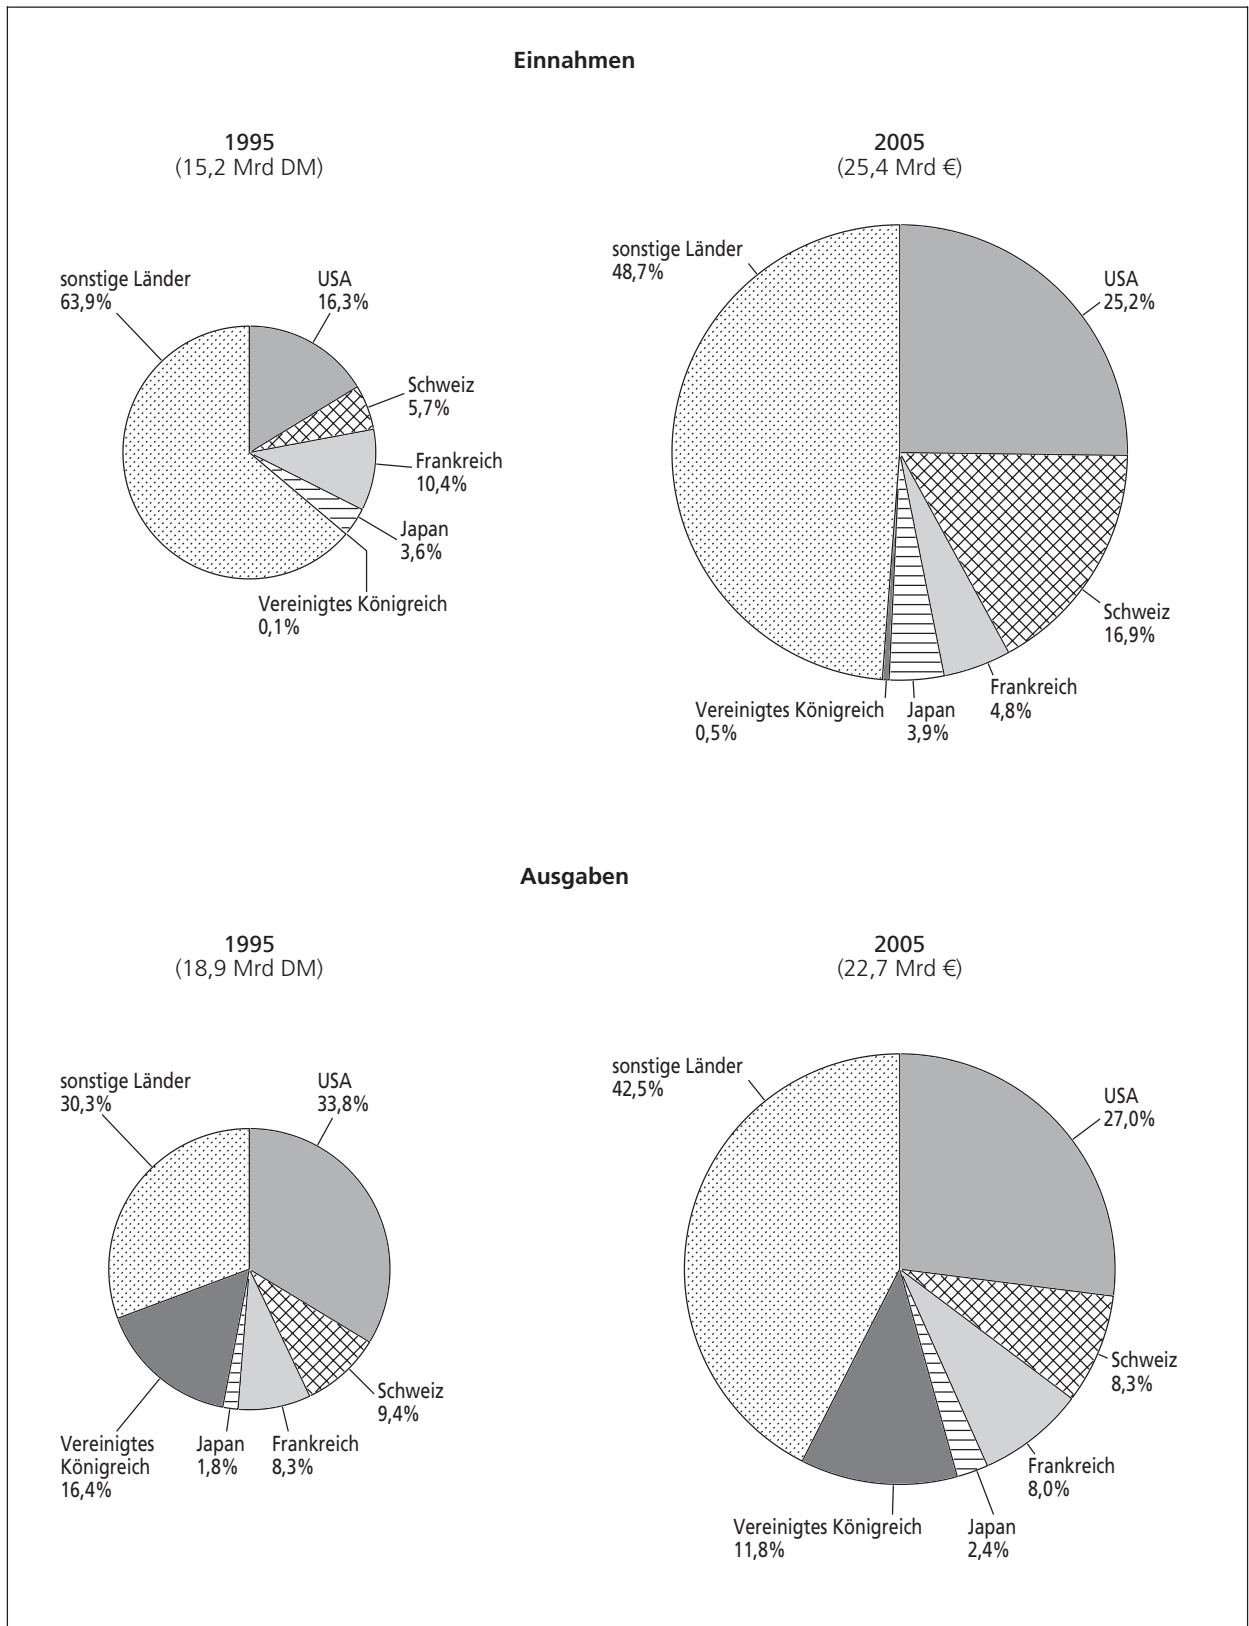 Einnahmen
1995
(15,2 Mrd DM)
sonstige Länder
63,9%
USA
16,3%
Schweiz
5,7%
Frankreich
10,4%
Japan
3,6%
Vereinigtes Königreich
0,1%
2005
(25,4 Mrd €)
sonstige Länder
48,7%
USA
25,2%
Schweiz
16,9%
Frankreich
4,8%
Japan
3,9%
Vereinigtes Königreich
0,5%
Ausgaben
1995
(18,9 Mrd DM)
sonstige Länder
30,3%
USA
33,8%
Schweiz
9,4%
Frankreich
8,3%
Japan
1,8%
Vereinigtes
Königreich
16,4%
2005
(22,7 Mrd €)
sonstige Länder
42,5%
USA
27,0%
Schweiz
8,3%
Frankreich
8,0%
Japan
2,4%
Vereinigtes Königreich
11,8%